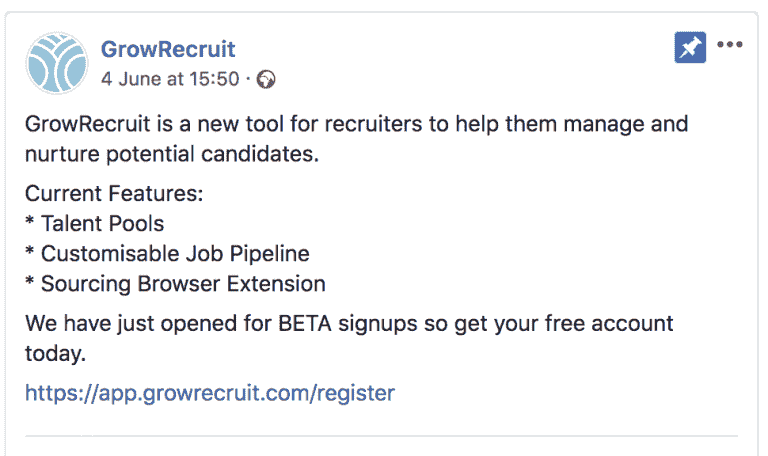 GrowRecruit
4 June at 15:50 ·
GrowRecruit is a new tool for recruiters to help them manage and
nurture potential candidates.
Current Features:
* Talent Pools
* Customisable Job Pipeline
* Sourcing Browser Extension
We have just opened for BETA signups so get your free account
today.
https://app.growrecruit.com/register